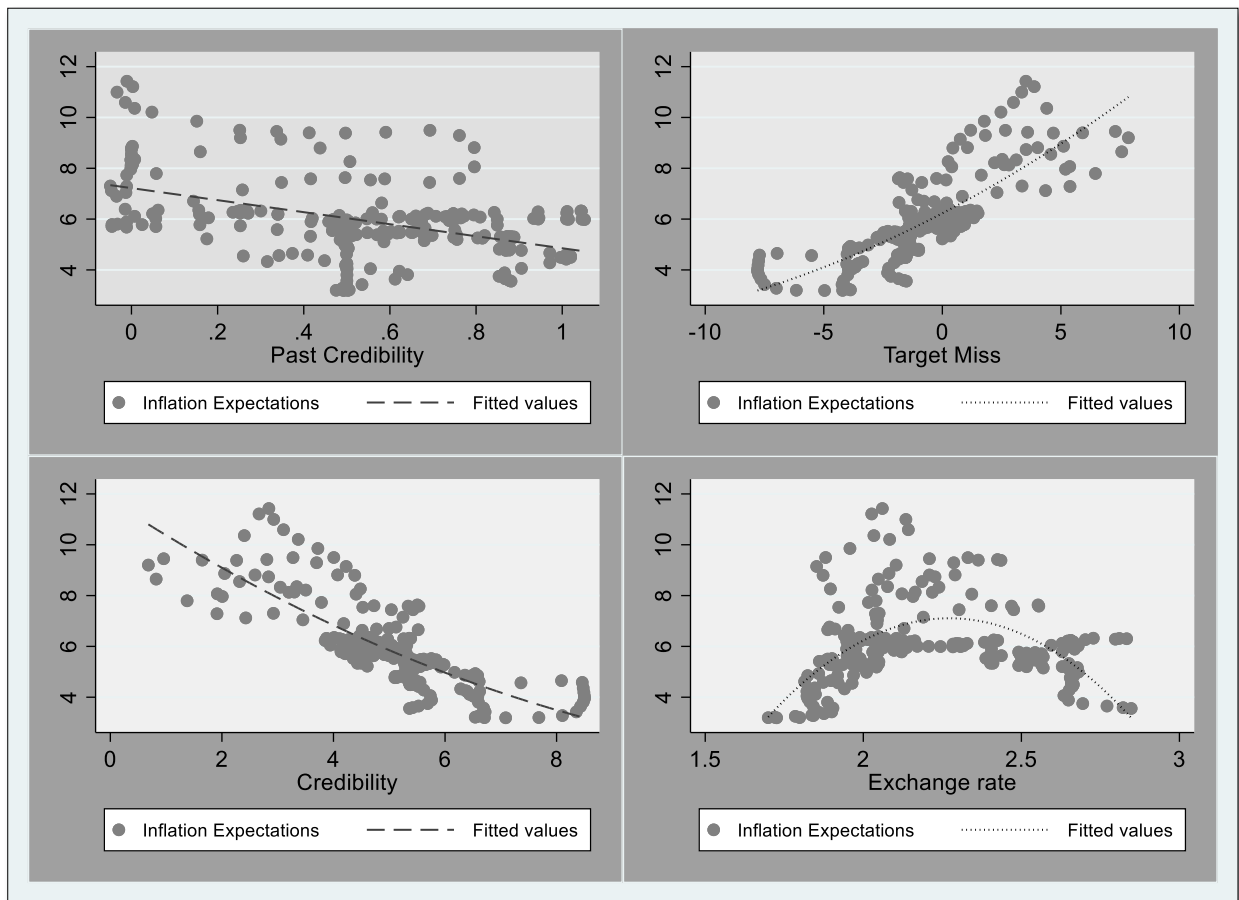 12
10
8
6
4
0 .2 .4 .6 .8 1
Past Credibility
Inflation Expectations Fitted values
12
10
8
6
4
-10 -5 0 5 10
Target Miss
Inflation Expectations Fitted values
12
10
8
6
4
0 2 4 6 8
Credibility
Inflation Expectations Fitted values
12
10
8
6
4
1.5 2 2.5 3
Exchange rate
Inflation Expectations Fitted values